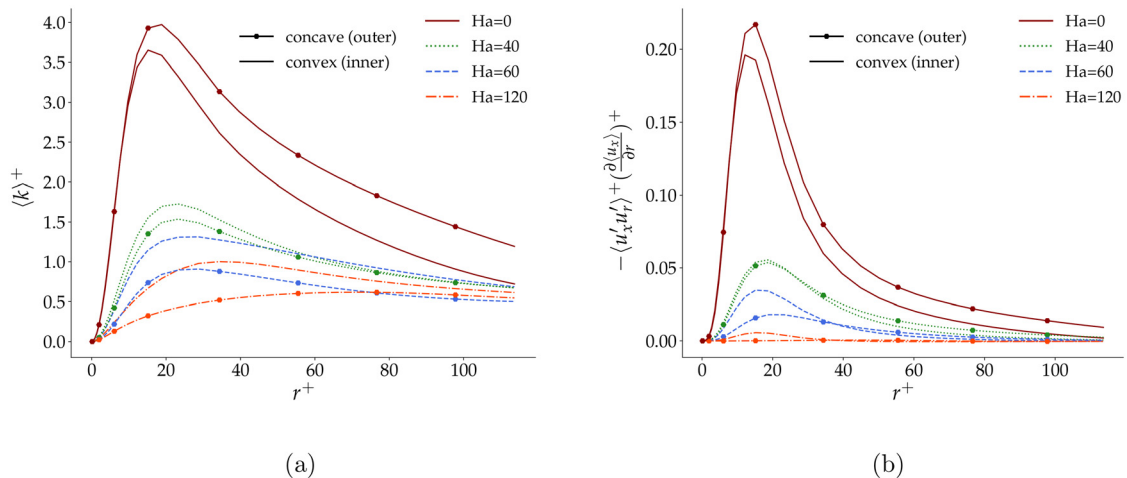 4.0
3.5
3.0
2.5
2.0
1.5
1.0
0.5
0.0
⟨k⟩⁺
0 20 40 60 80 100
r⁺
concave (outer)
convex (inner)
Ha=0
Ha=40
Ha=60
Ha=120
(a)
0.20
0.15
0.10
0.05
0.00
−⟨u′ₓu′ᵣ⟩⁺(∂⟨uₓ⟩/∂r)⁺
0 20 40 60 80 100
r⁺
concave (outer)
convex (inner)
Ha=0
Ha=40
Ha=60
Ha=120
(b)